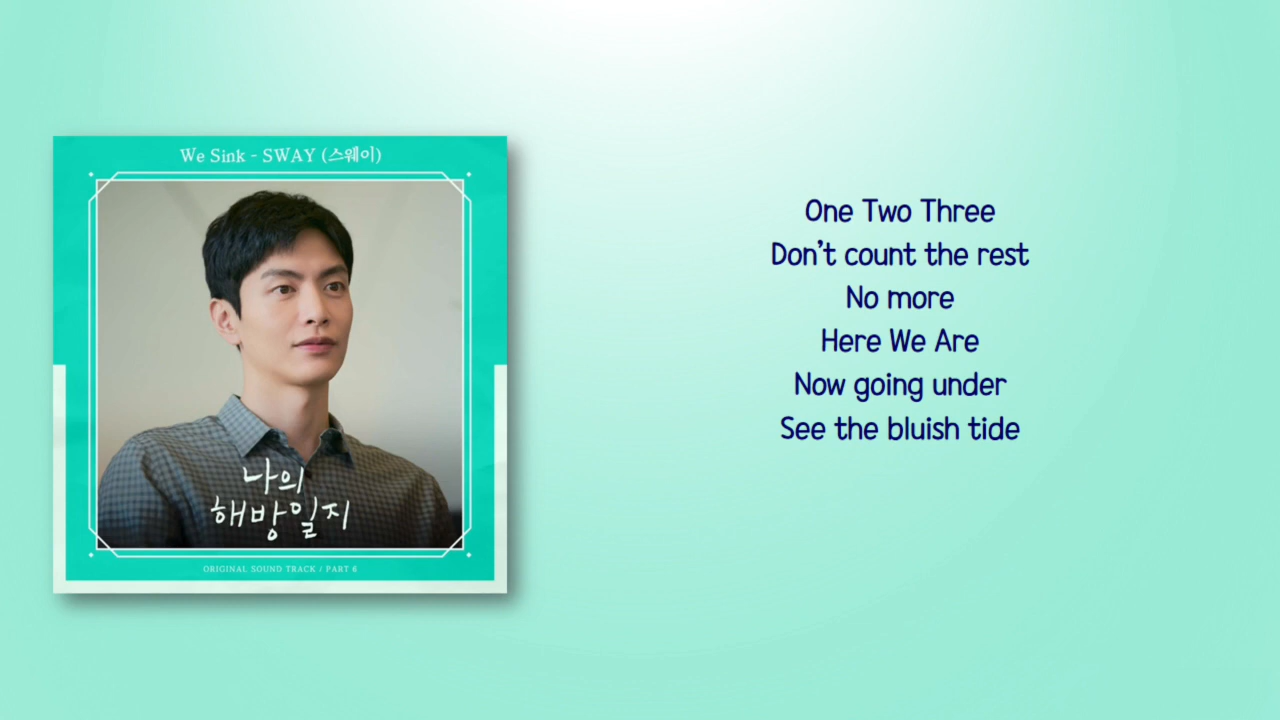 We Sink - SWAY (스웨이)
나의
해방일지
ORIGINAL SOUND TRACK / PART 6
One Two Three
Don’t count the rest
No more
Here We Are
Now going under
See the bluish tide